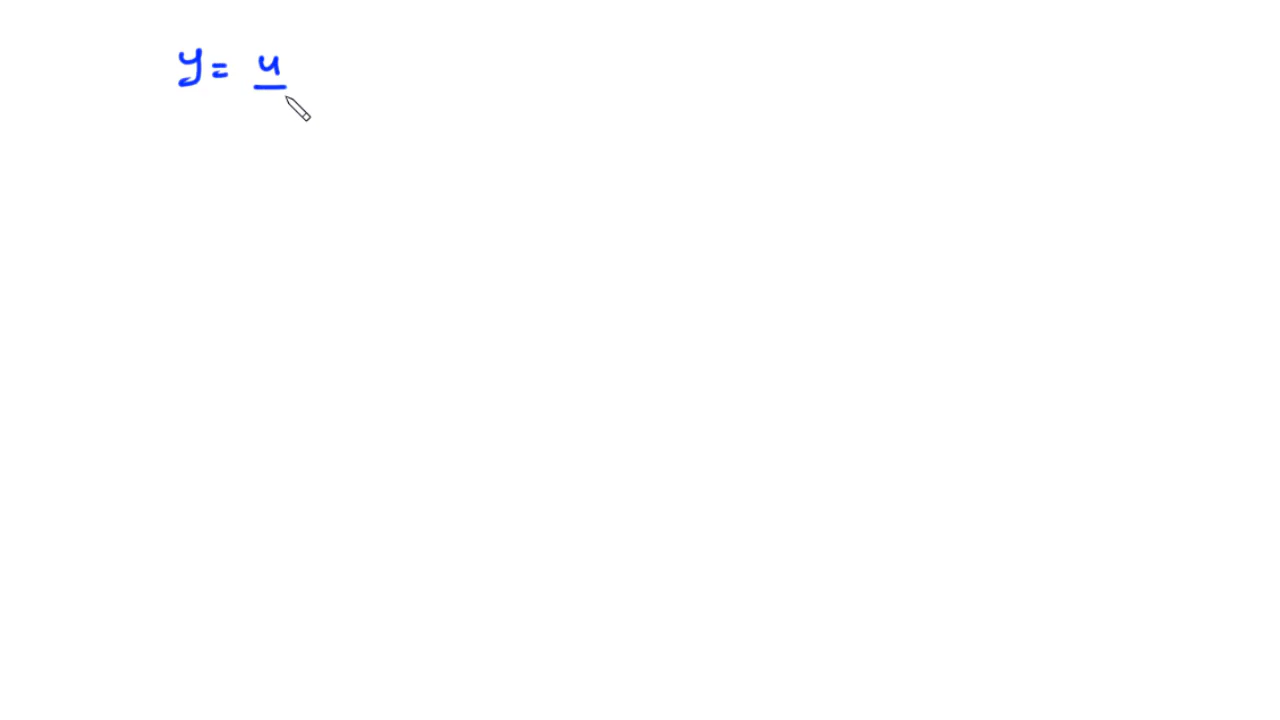 y = u